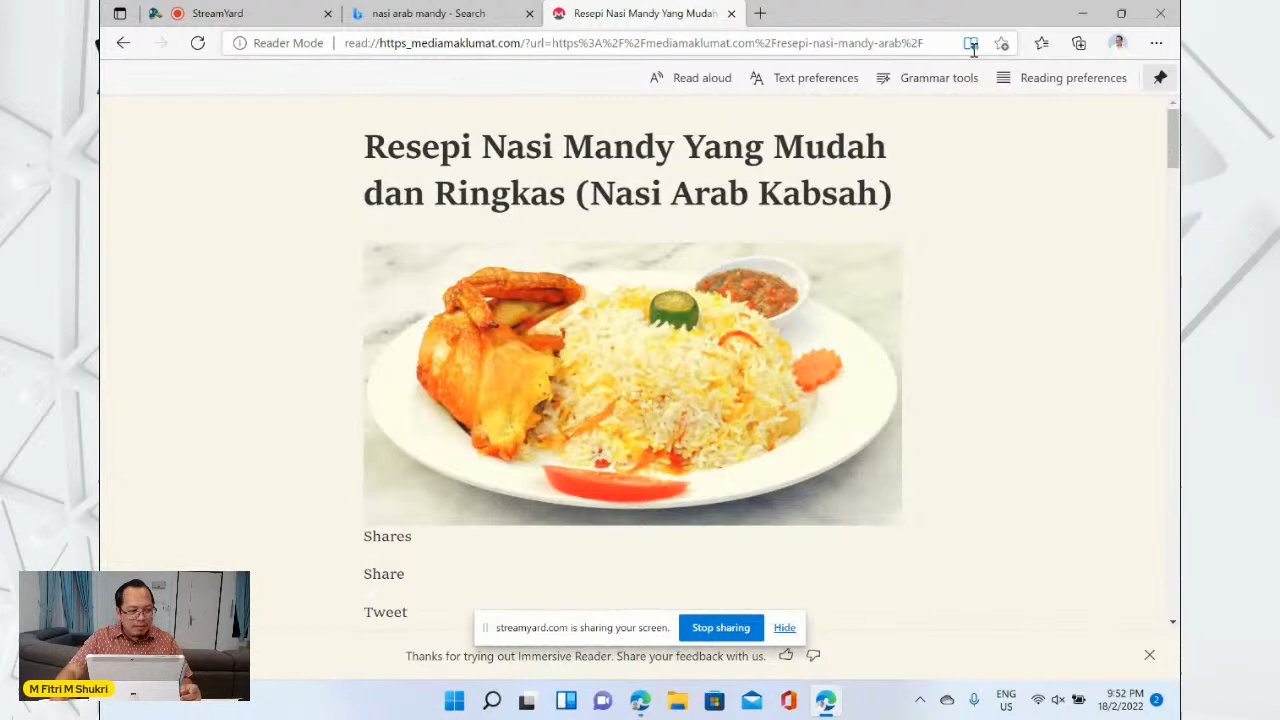 StreamYard
nasi arab mandy - Search
Resepi Nasi Mandy Yang Mudah
Reader Mode
read://https_mediamaklumat.com/?url=https%3A%2F%2Fmediamaklumat.com%2Fresepi-nasi-mandy-arab%2F
Read aloud
Text preferences
Grammar tools
Reading preferences
Resepi Nasi Mandy Yang Mudah
dan Ringkas (Nasi Arab Kabsah)
Shares
Share
Tweet
streamyard.com is sharing your screen.
Stop sharing
Hide
Thanks for trying out Immersive Reader. Share your feedback with us.
M Fitri M Shukri
ENG
US
9:52 PM
18/2/2022
2